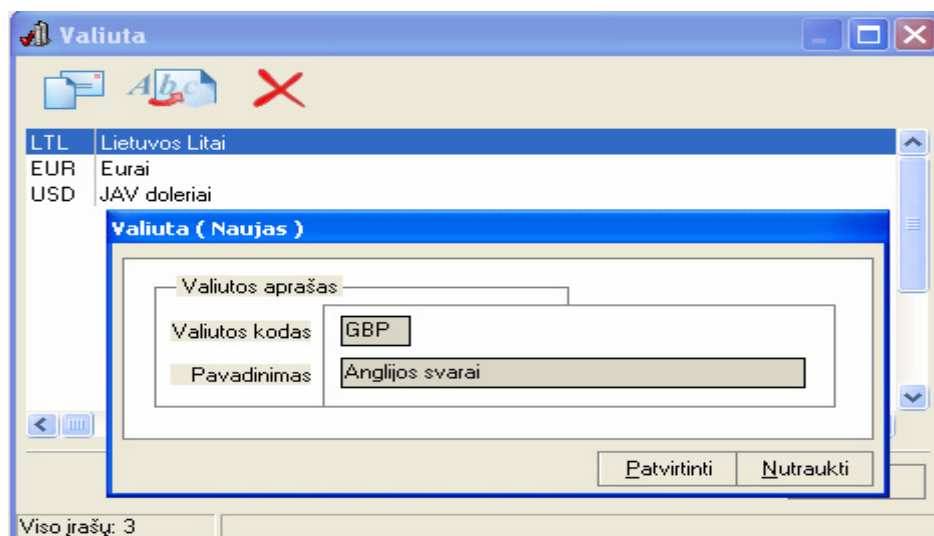 Valiuta
Abc
LTL Lietuvos Litai
EUR Eurai
USD JAV doleriai
Valiuta ( Naujas )
Valiutos aprašas
Valiutos kodas GBP
Pavadinimas Anglijos svarai
Patvirtinti Nutraukti
Viso įrašų: 3